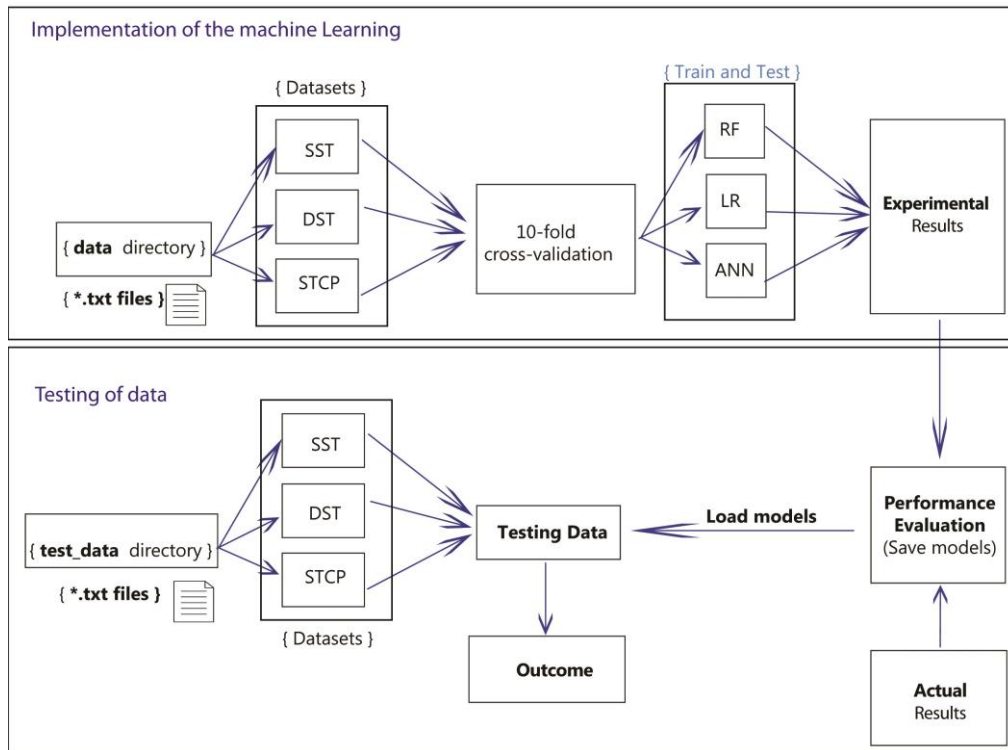 Implementation of the machine Learning
{ Datasets }
SST
DST
STCP
{ data directory }
{ *.txt files }
10-fold
cross-validation
{ Train and Test }
RF
LR
ANN
Experimental
Results
Testing of data
SST
DST
STCP
{ Datasets }
{ test_data directory }
{ *.txt files }
Testing Data
Load models
Performance
Evaluation
(Save models)
Outcome
Actual
Results